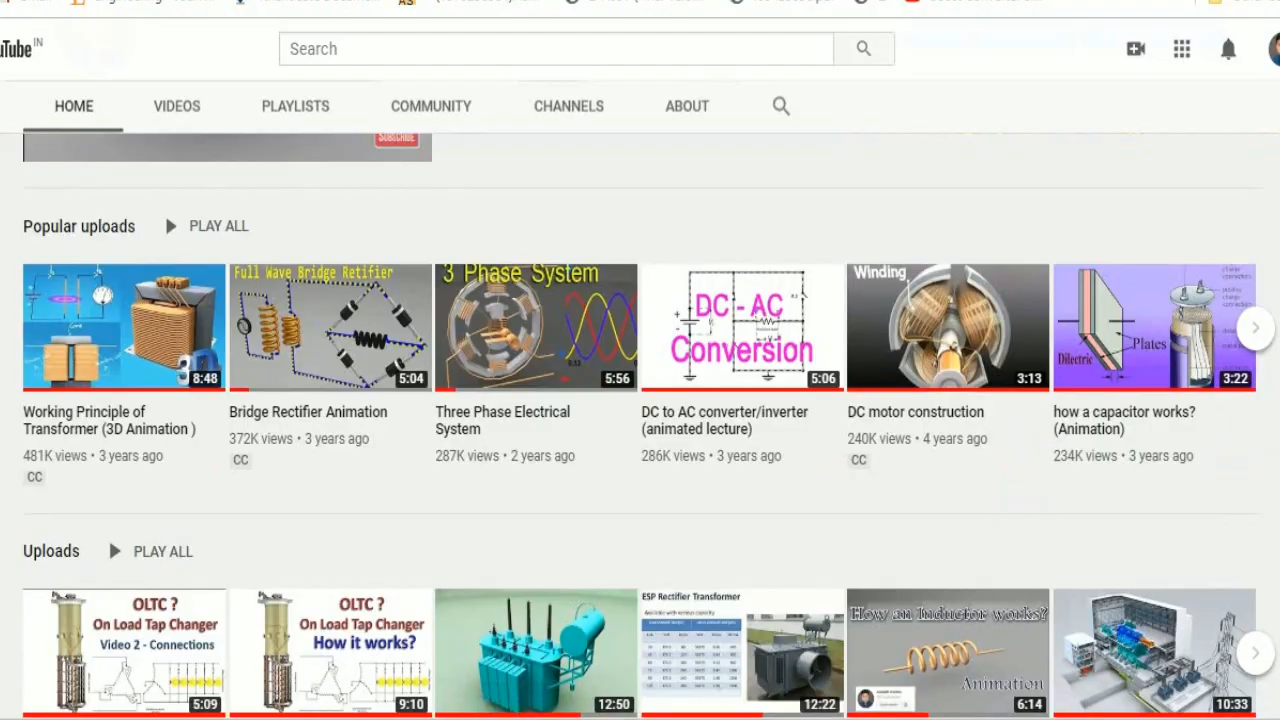 uTube IN
Search
HOME VIDEOS PLAYLISTS COMMUNITY CHANNELS ABOUT
SUBSCRIBE
Popular uploads PLAY ALL
8:48
Full Wave Bridge Retifier
5:04
3 Phase System
5:56
DC - AC
Conversion
5:06
Winding
3:13
Dilectric
Plates
3:22
Working Principle of
Transformer (3D Animation )
481K views • 3 years ago
CC
Bridge Rectifier Animation
372K views • 3 years ago
CC
Three Phase Electrical
System
287K views • 2 years ago
DC to AC converter/inverter
(animated lecture)
286K views • 3 years ago
DC motor construction
240K views • 4 years ago
CC
how a capacitor works?
(Animation)
234K views • 3 years ago
Uploads PLAY ALL
OLTC ?
On Load Tap Changer
Video 2 - Connections
5:09
OLTC ?
On Load Tap Changer
How it works?
9:10
12:50
ESP Rectifier Transformer
12:22
How an Inductor works?
Animation
6:14
10:33